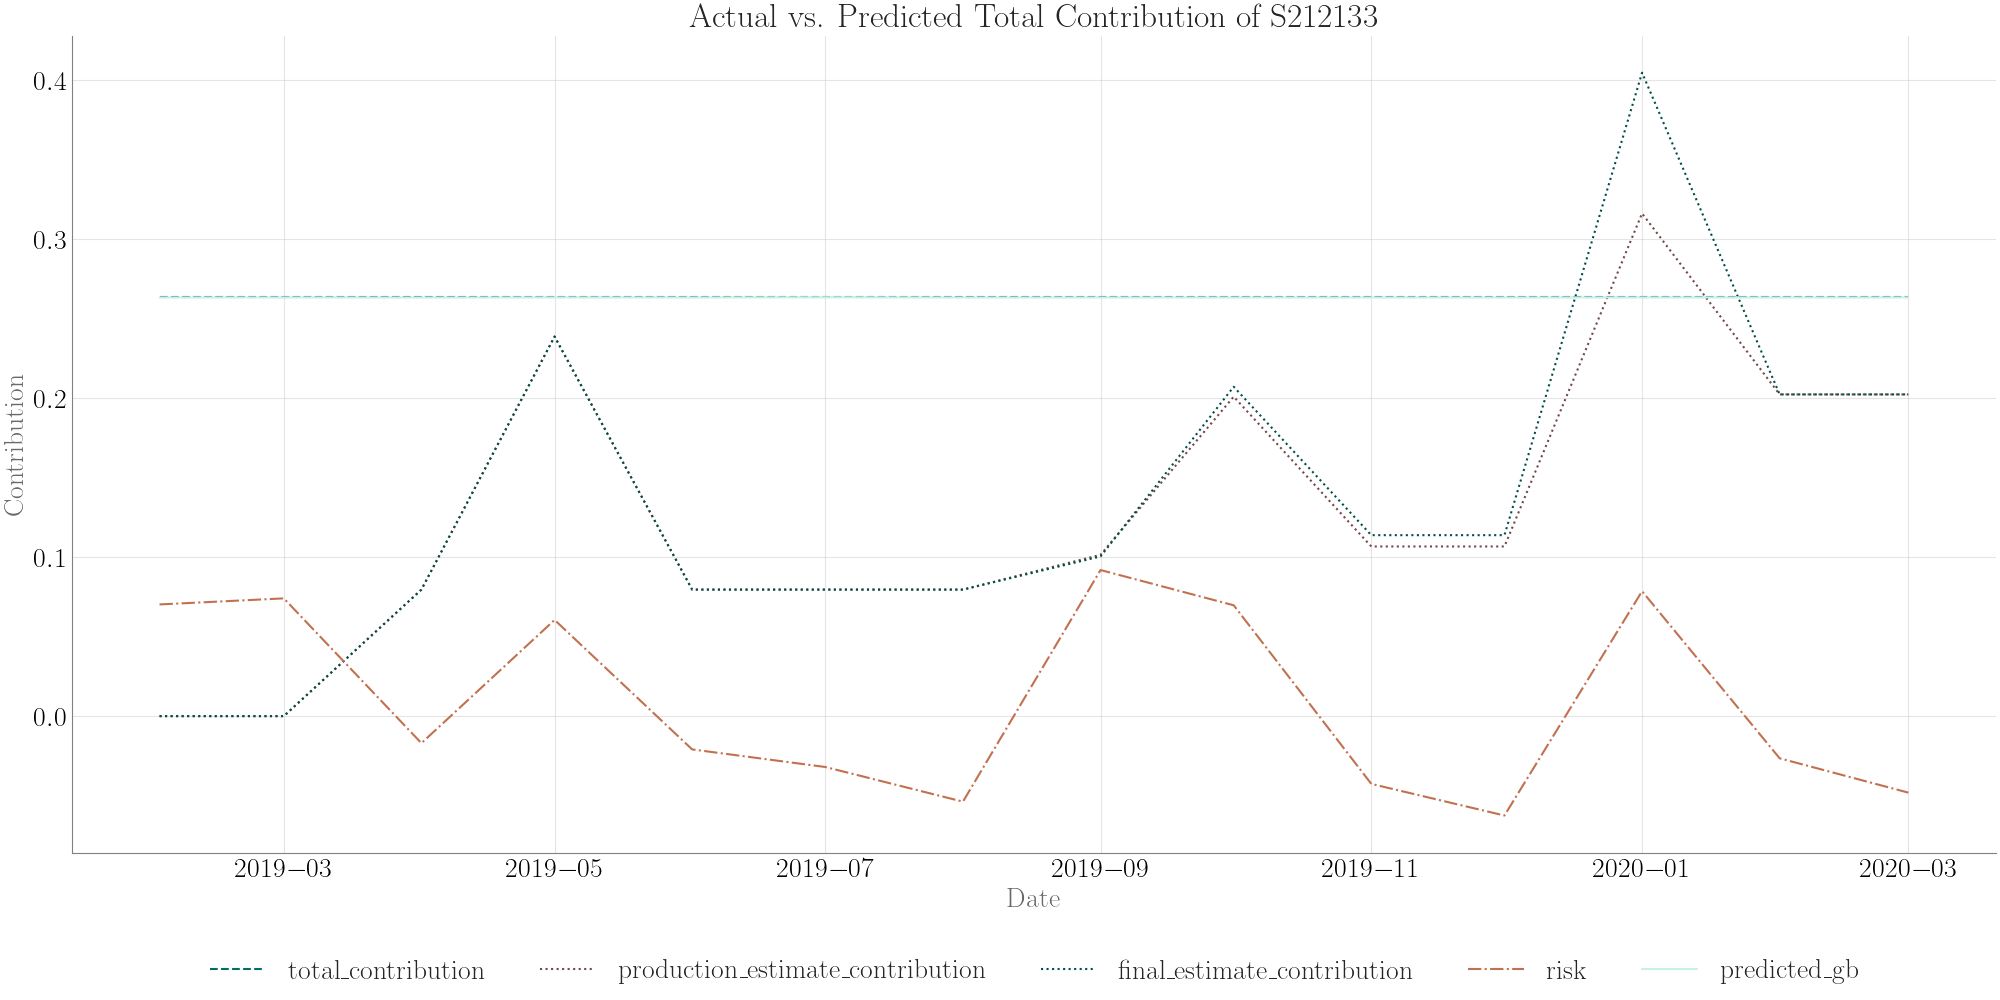 Actual vs. Predicted Total Contribution of S212133
Contribution
0.4
0.3
0.2
0.1
0.0
2019−03 2019−05 2019−07 2019−09 2019−11 2020−01 2020−03
Date
total_contribution production_estimate_contribution final_estimate_contribution risk predicted_gb